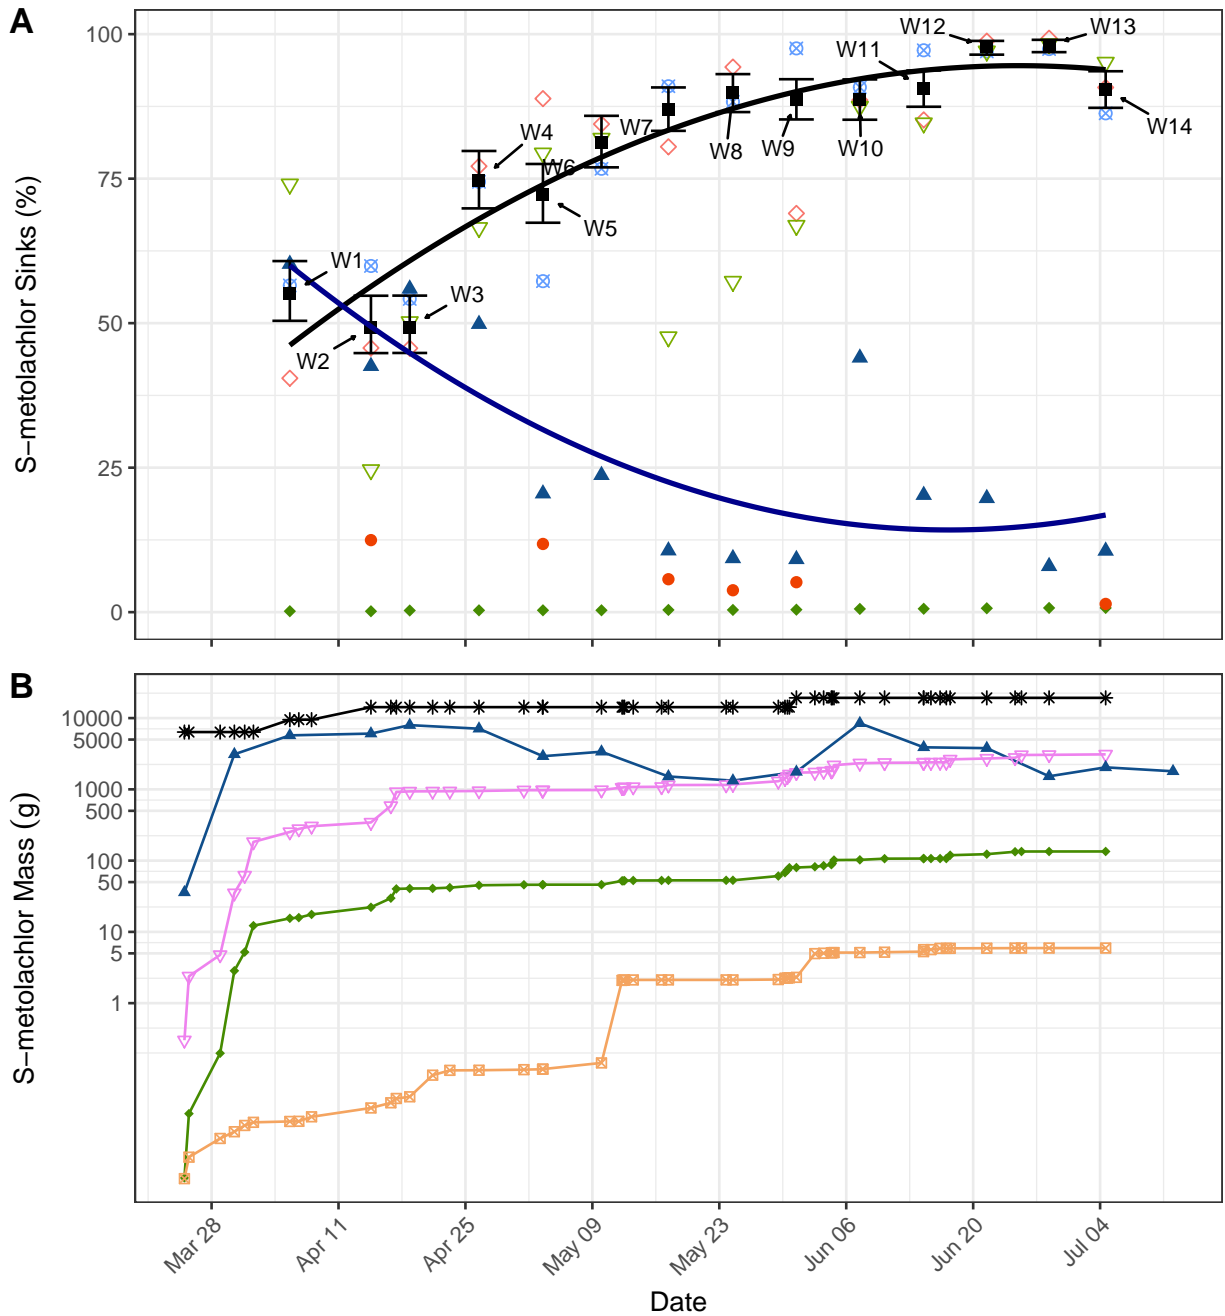 A
S−metolachlor Sinks (%)
100
75
50
25
0
W1
W2
W3
W4
W5
W6
W7
W8
W9
W10
W11
W12
W13
W14
B
S−metolachlor Mass (g)
10000
5000
1000
500
100
50
10
5
1
Mar 28
Apr 11
Apr 25
May 09
May 23
Jun 06
Jun 20
Jul 04
Date